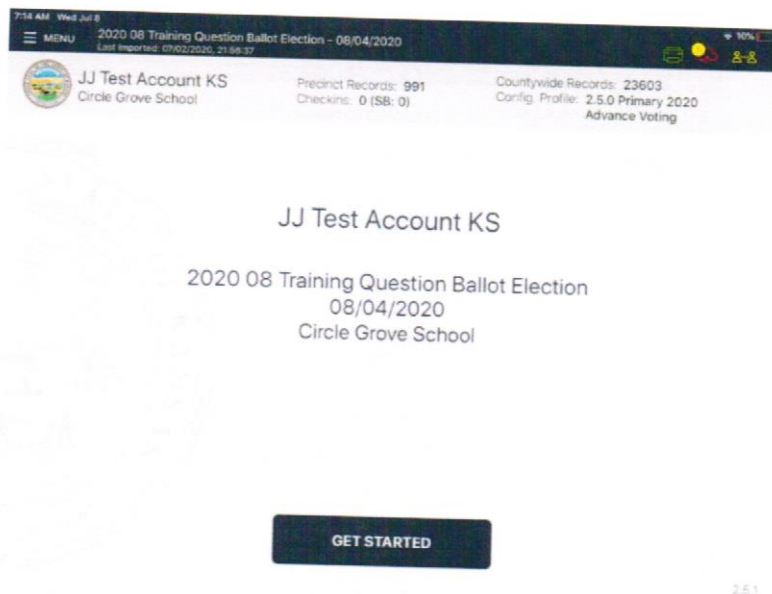 7:14 AM Wed Jul 8
10%
MENU
2020 08 Training Question Ballot Election - 08/04/2020
Last Imported: 07/02/2020, 21:56:37
JJ Test Account KS
Circle Grove School
Precinct Records: 991
Checkins: 0 (SB: 0)
Countywide Records: 23603
Config. Profile: 2.5.0 Primary 2020
Advance Voting
JJ Test Account KS
2020 08 Training Question Ballot Election
08/04/2020
Circle Grove School
GET STARTED
2.5.1